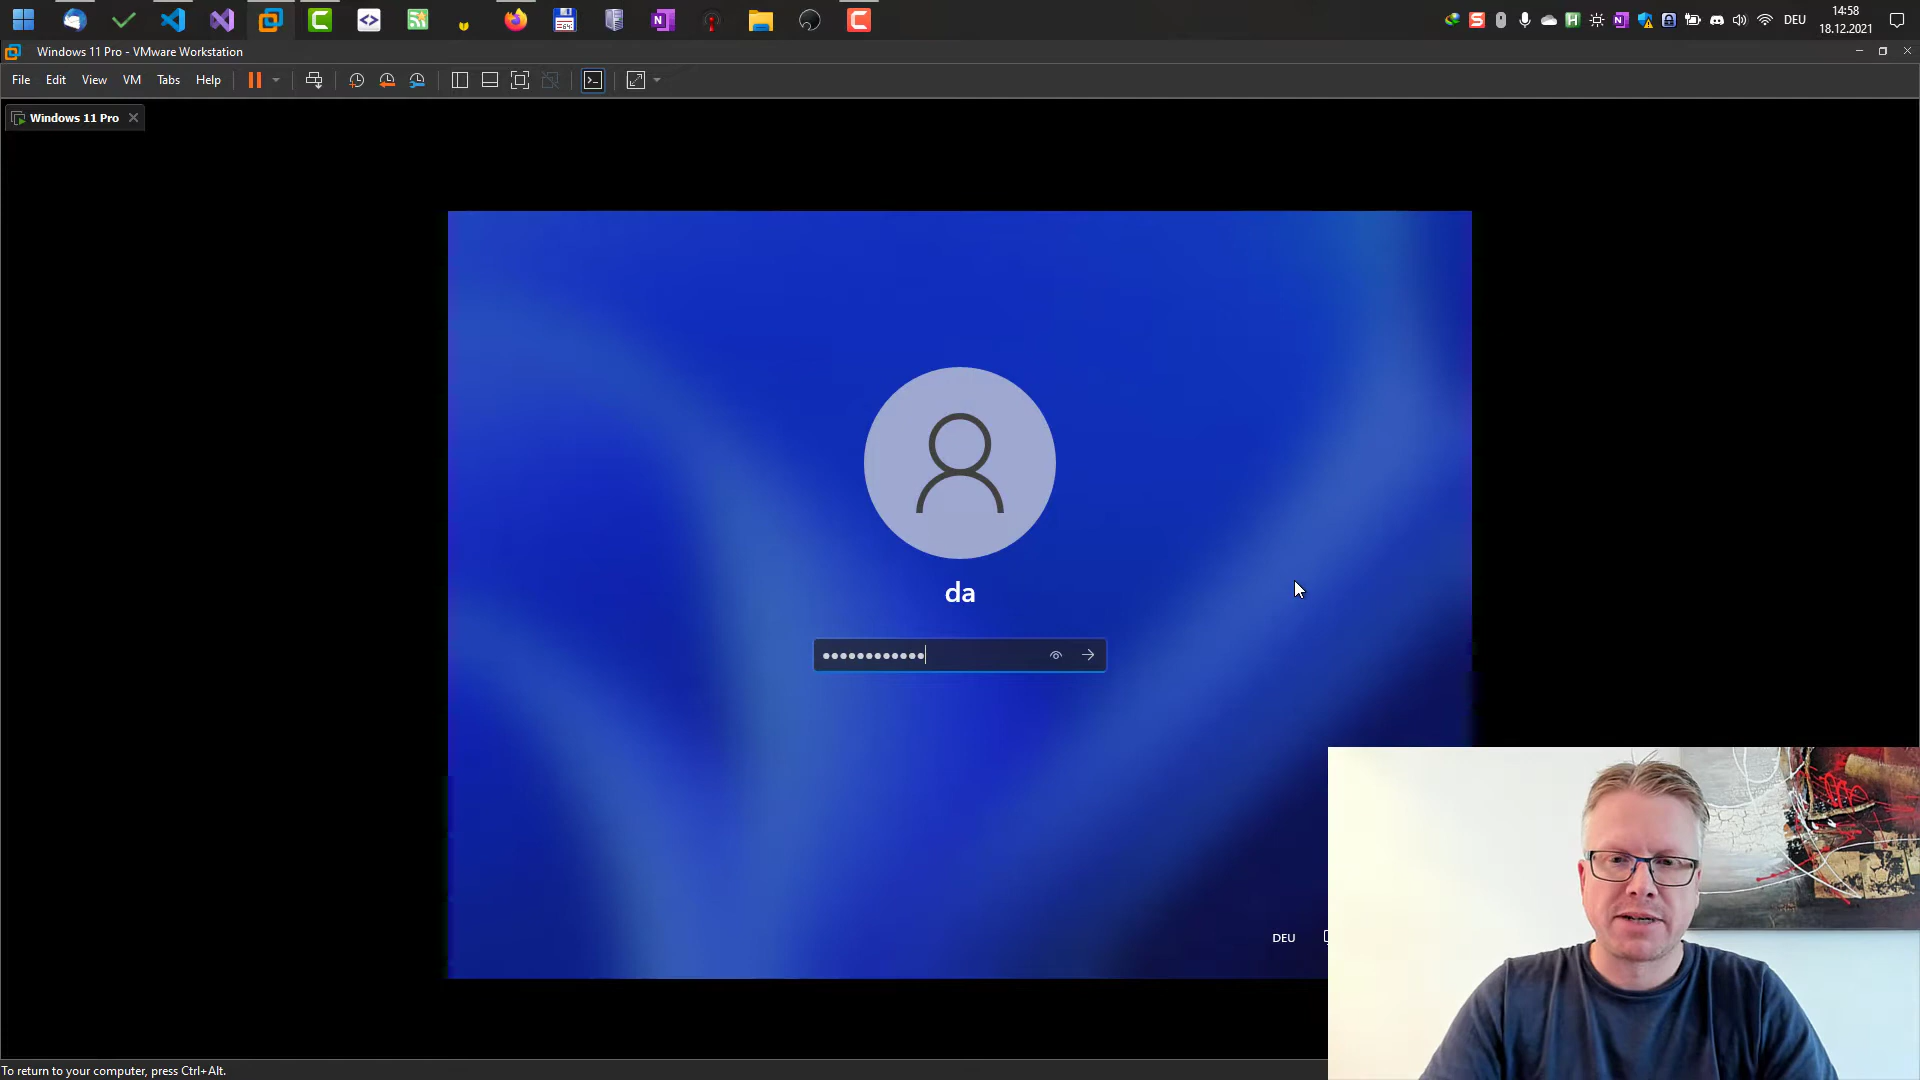 14:58
DEU
18.12.2021
Windows 11 Pro - VMware Workstation
File Edit View VM Tabs Help
Windows 11 Pro
da
••••••••••••
DEU
To return to your computer, press Ctrl+Alt.